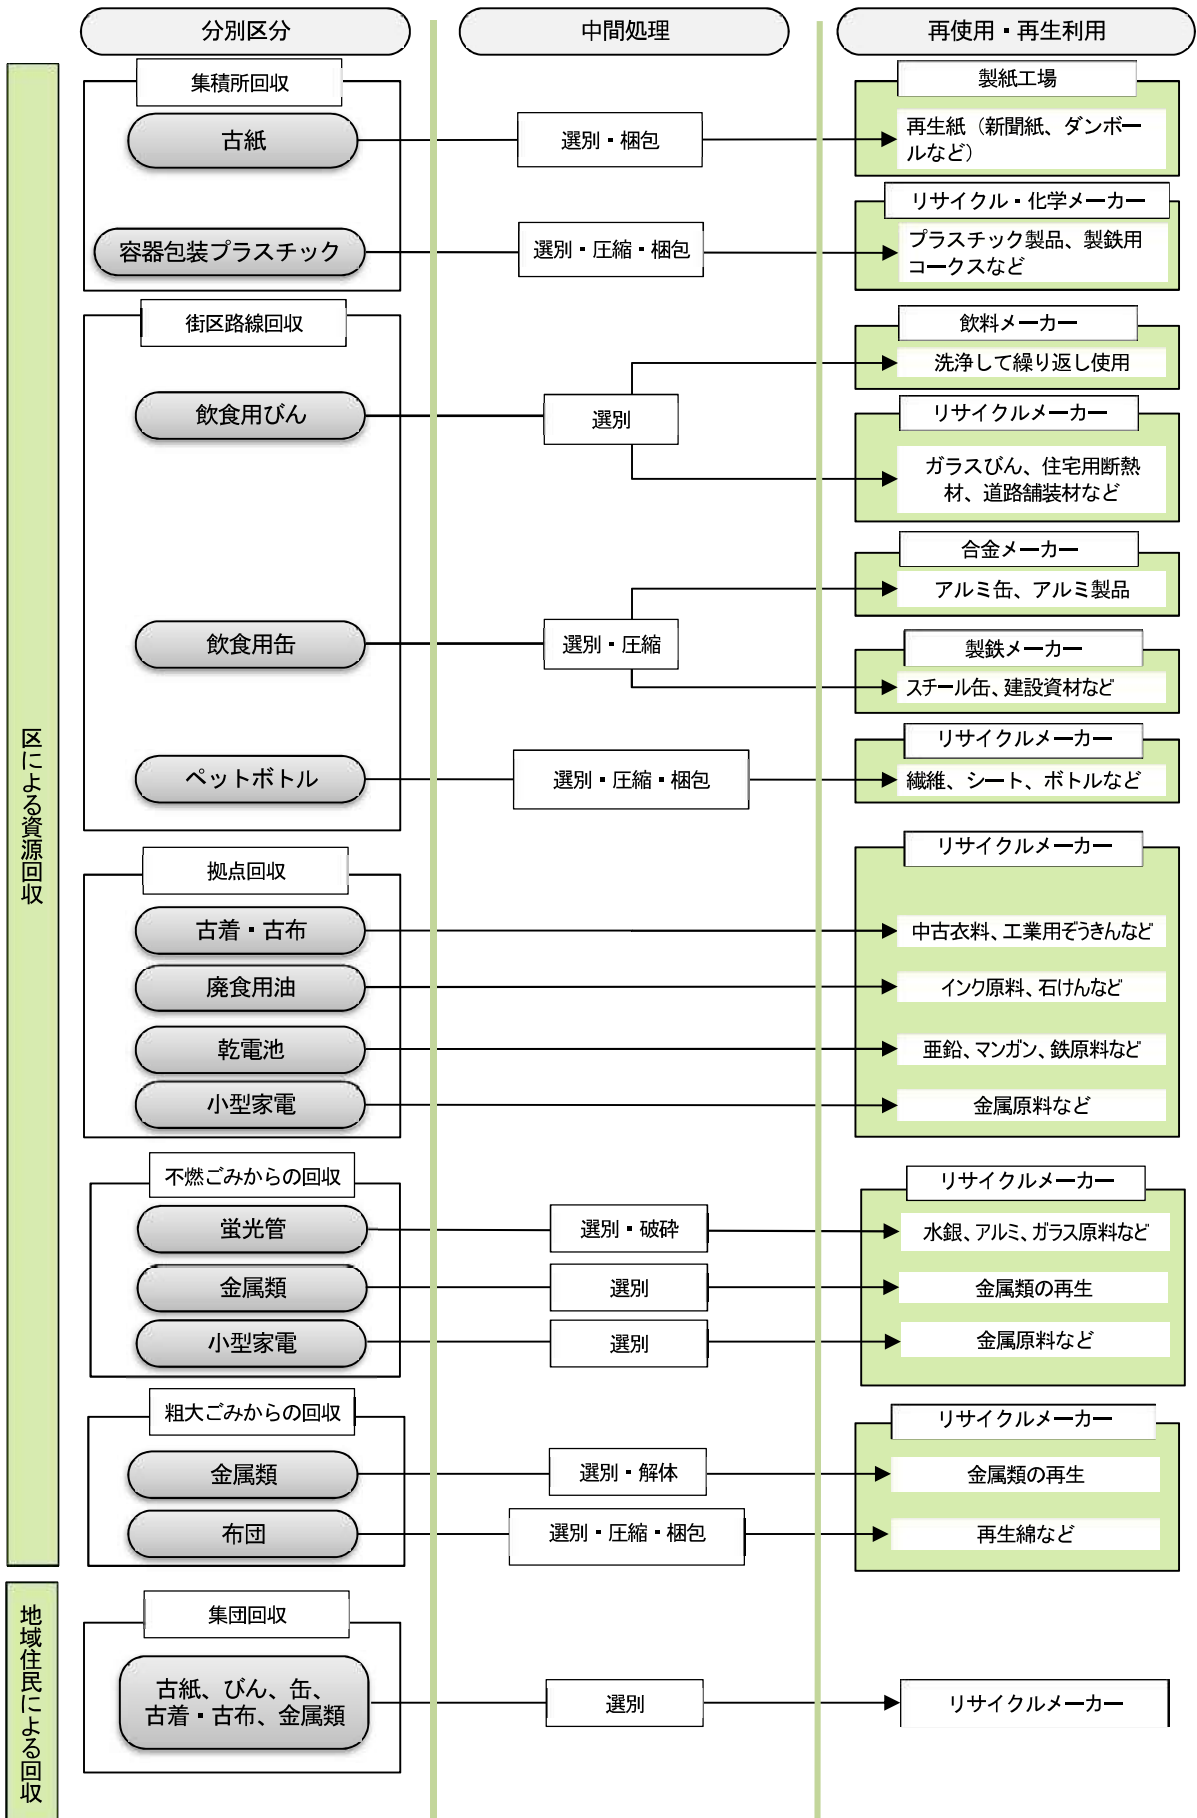 分別区分
中間処理
再使用・再生利用
区による資源回収
集積所回収
古紙
選別・梱包
製紙工場
再生紙（新聞紙、ダンボー
ルなど）
容器包装プラスチック
選別・圧縮・梱包
リサイクル・化学メーカー
プラスチック製品、製鉄用
コークスなど
街区路線回収
飲食用びん
選別
飲料メーカー
洗浄して繰り返し使用
リサイクルメーカー
ガラスびん、住宅用断熱
材、道路舗装材など
飲食用缶
選別・圧縮
合金メーカー
アルミ缶、アルミ製品
製鉄メーカー
スチール缶、建設資材など
ペットボトル
選別・圧縮・梱包
リサイクルメーカー
繊維、シート、ボトルなど
拠点回収
リサイクルメーカー
古着・古布
中古衣料、工業用ぞうきんなど
廃食用油
インク原料、石けんなど
乾電池
亜鉛、マンガン、鉄原料など
小型家電
金属原料など
不燃ごみからの回収
リサイクルメーカー
蛍光管
選別・破砕
水銀、アルミ、ガラス原料など
金属類
選別
金属類の再生
小型家電
選別
金属原料など
粗大ごみからの回収
リサイクルメーカー
金属類
選別・解体
金属類の再生
布団
選別・圧縮・梱包
再生綿など
地域住民による回収
集団回収
古紙、びん、缶、
古着・古布、金属類
選別
リサイクルメーカー